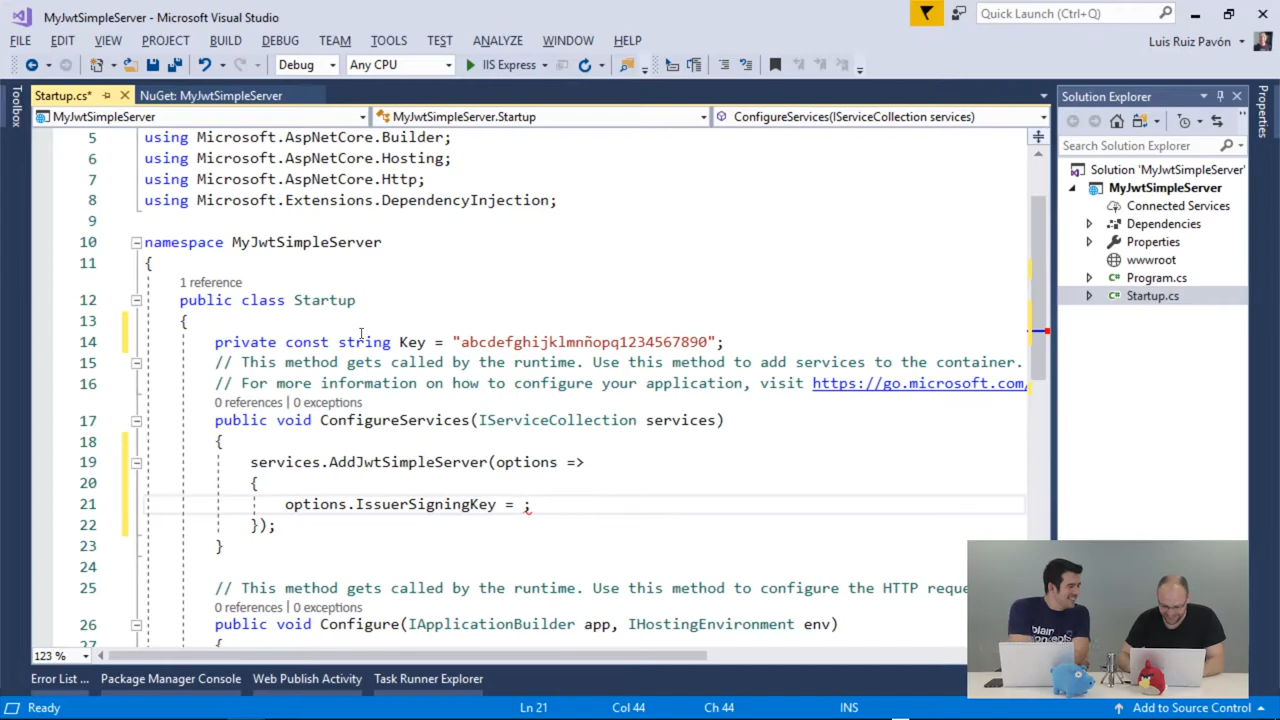 MyJwtSimpleServer - Microsoft Visual Studio
Quick Launch (Ctrl+Q)
FILE EDIT VIEW PROJECT BUILD DEBUG TEAM TOOLS TEST ANALYZE WINDOW HELP
Luis Ruiz Pavón
Debug Any CPU IIS Express
Toolbox
Startup.cs* NuGet: MyJwtSimpleServer
MyJwtSimpleServer MyJwtSimpleServer.Startup ConfigureServices(IServiceCollection services)
5 using Microsoft.AspNetCore.Builder;
6 using Microsoft.AspNetCore.Hosting;
7 using Microsoft.AspNetCore.Http;
8 using Microsoft.Extensions.DependencyInjection;
9
10 namespace MyJwtSimpleServer
11 {
1 reference
12 public class Startup
13 {
14 private const string Key = "abcdefghijklmnñopq1234567890";
15 // This method gets called by the runtime. Use this method to add services to the container.
16 // For more information on how to configure your application, visit https://go.microsoft.com/
0 references | 0 exceptions
17 public void ConfigureServices(IServiceCollection services)
18 {
19 services.AddJwtSimpleServer(options =>
20 {
21 options.IssuerSigningKey = ;
22 });
23 }
24
25 // This method gets called by the runtime. Use this method to configure the HTTP reque
0 references | 0 exceptions
26 public void Configure(IApplicationBuilder app, IHostingEnvironment env)
27 {
123 %
Solution Explorer
Search Solution Explorer
Solution 'MyJwtSimpleServer'
MyJwtSimpleServer
Connected Services
Dependencies
Properties
wwwroot
C# Program.cs
C# Startup.cs
Properties
plain concepts
Error List ... Package Manager Console Web Publish Activity Task Runner Explorer
Ready Ln 21 Col 44 Ch 44 INS Add to Source Control